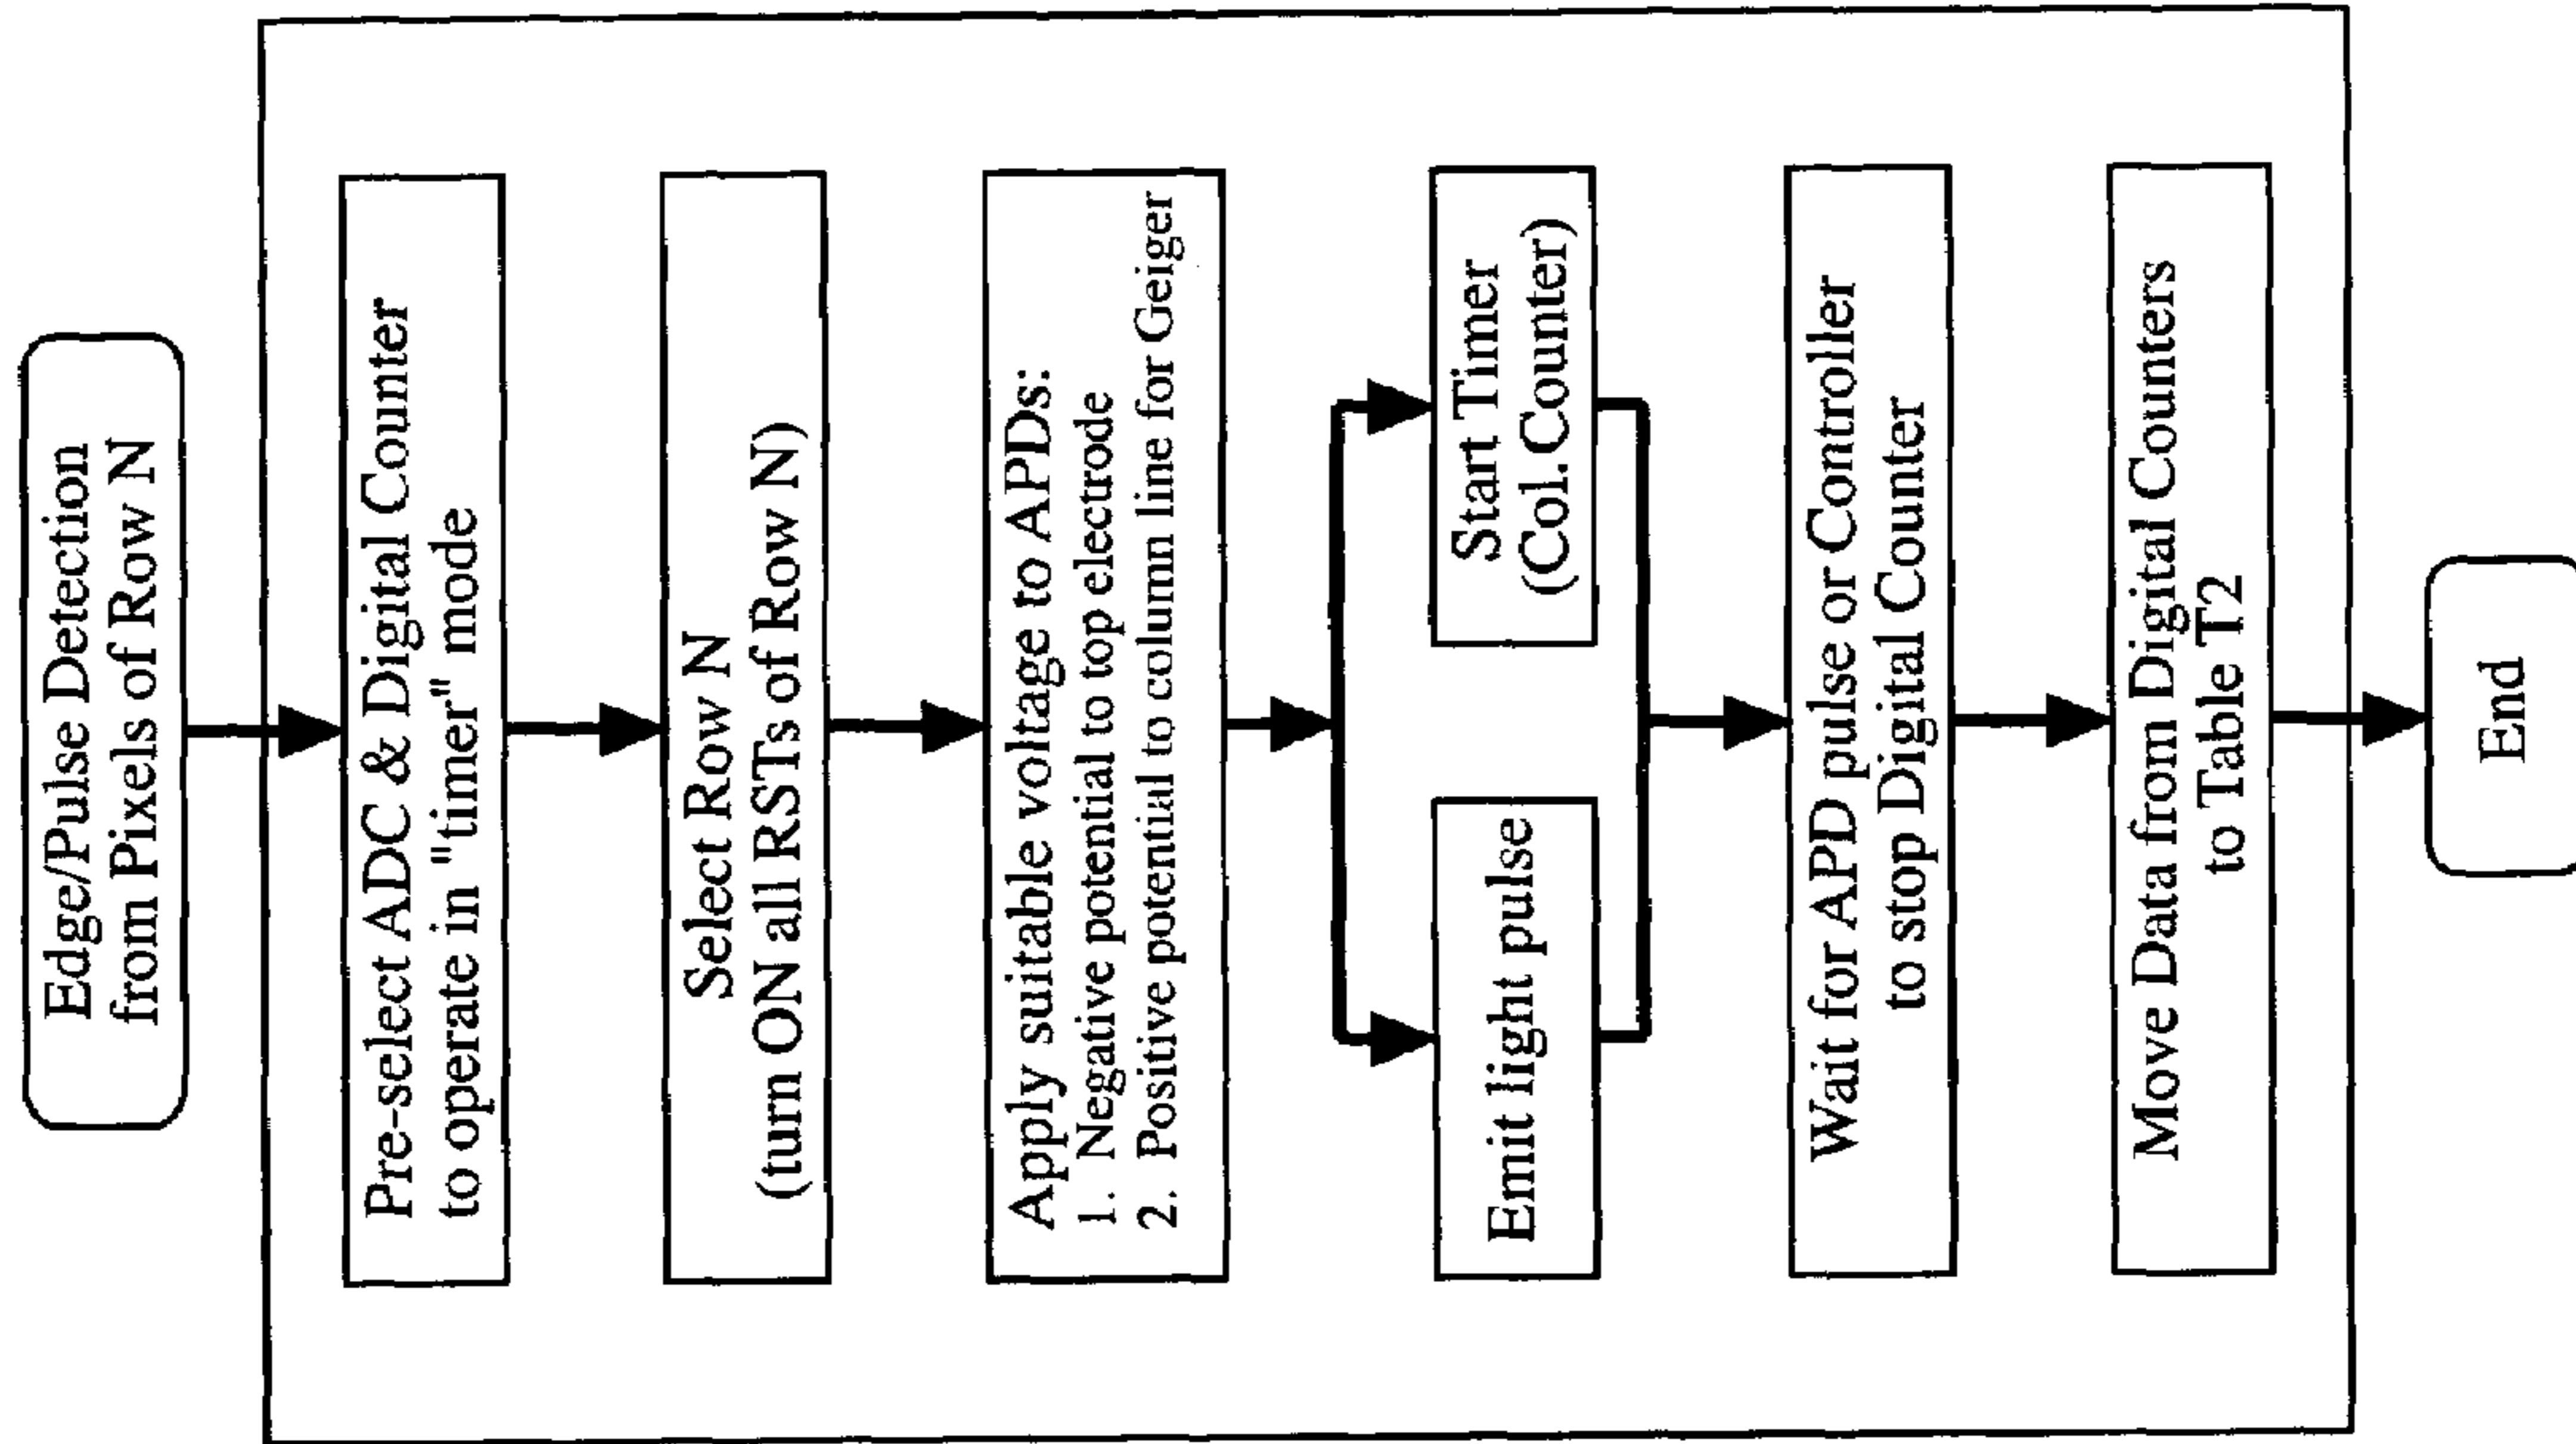 Edge/Pulse Detection
from Pixels of Row N
Pre-select ADC & Digital Counter
to operate in "timer" mode
Select Row N
(turn ON all RSTs of Row N)
Apply suitable voltage to APDs:
1. Negative potential to top electrode
2. Positive potential to column line for Geiger
Emit light pulse
Start Timer
(Col.Counter)
Wait for APD pulse or Controller
to stop Digital Counter
Move Data from Digital Counters
to Table T2
End